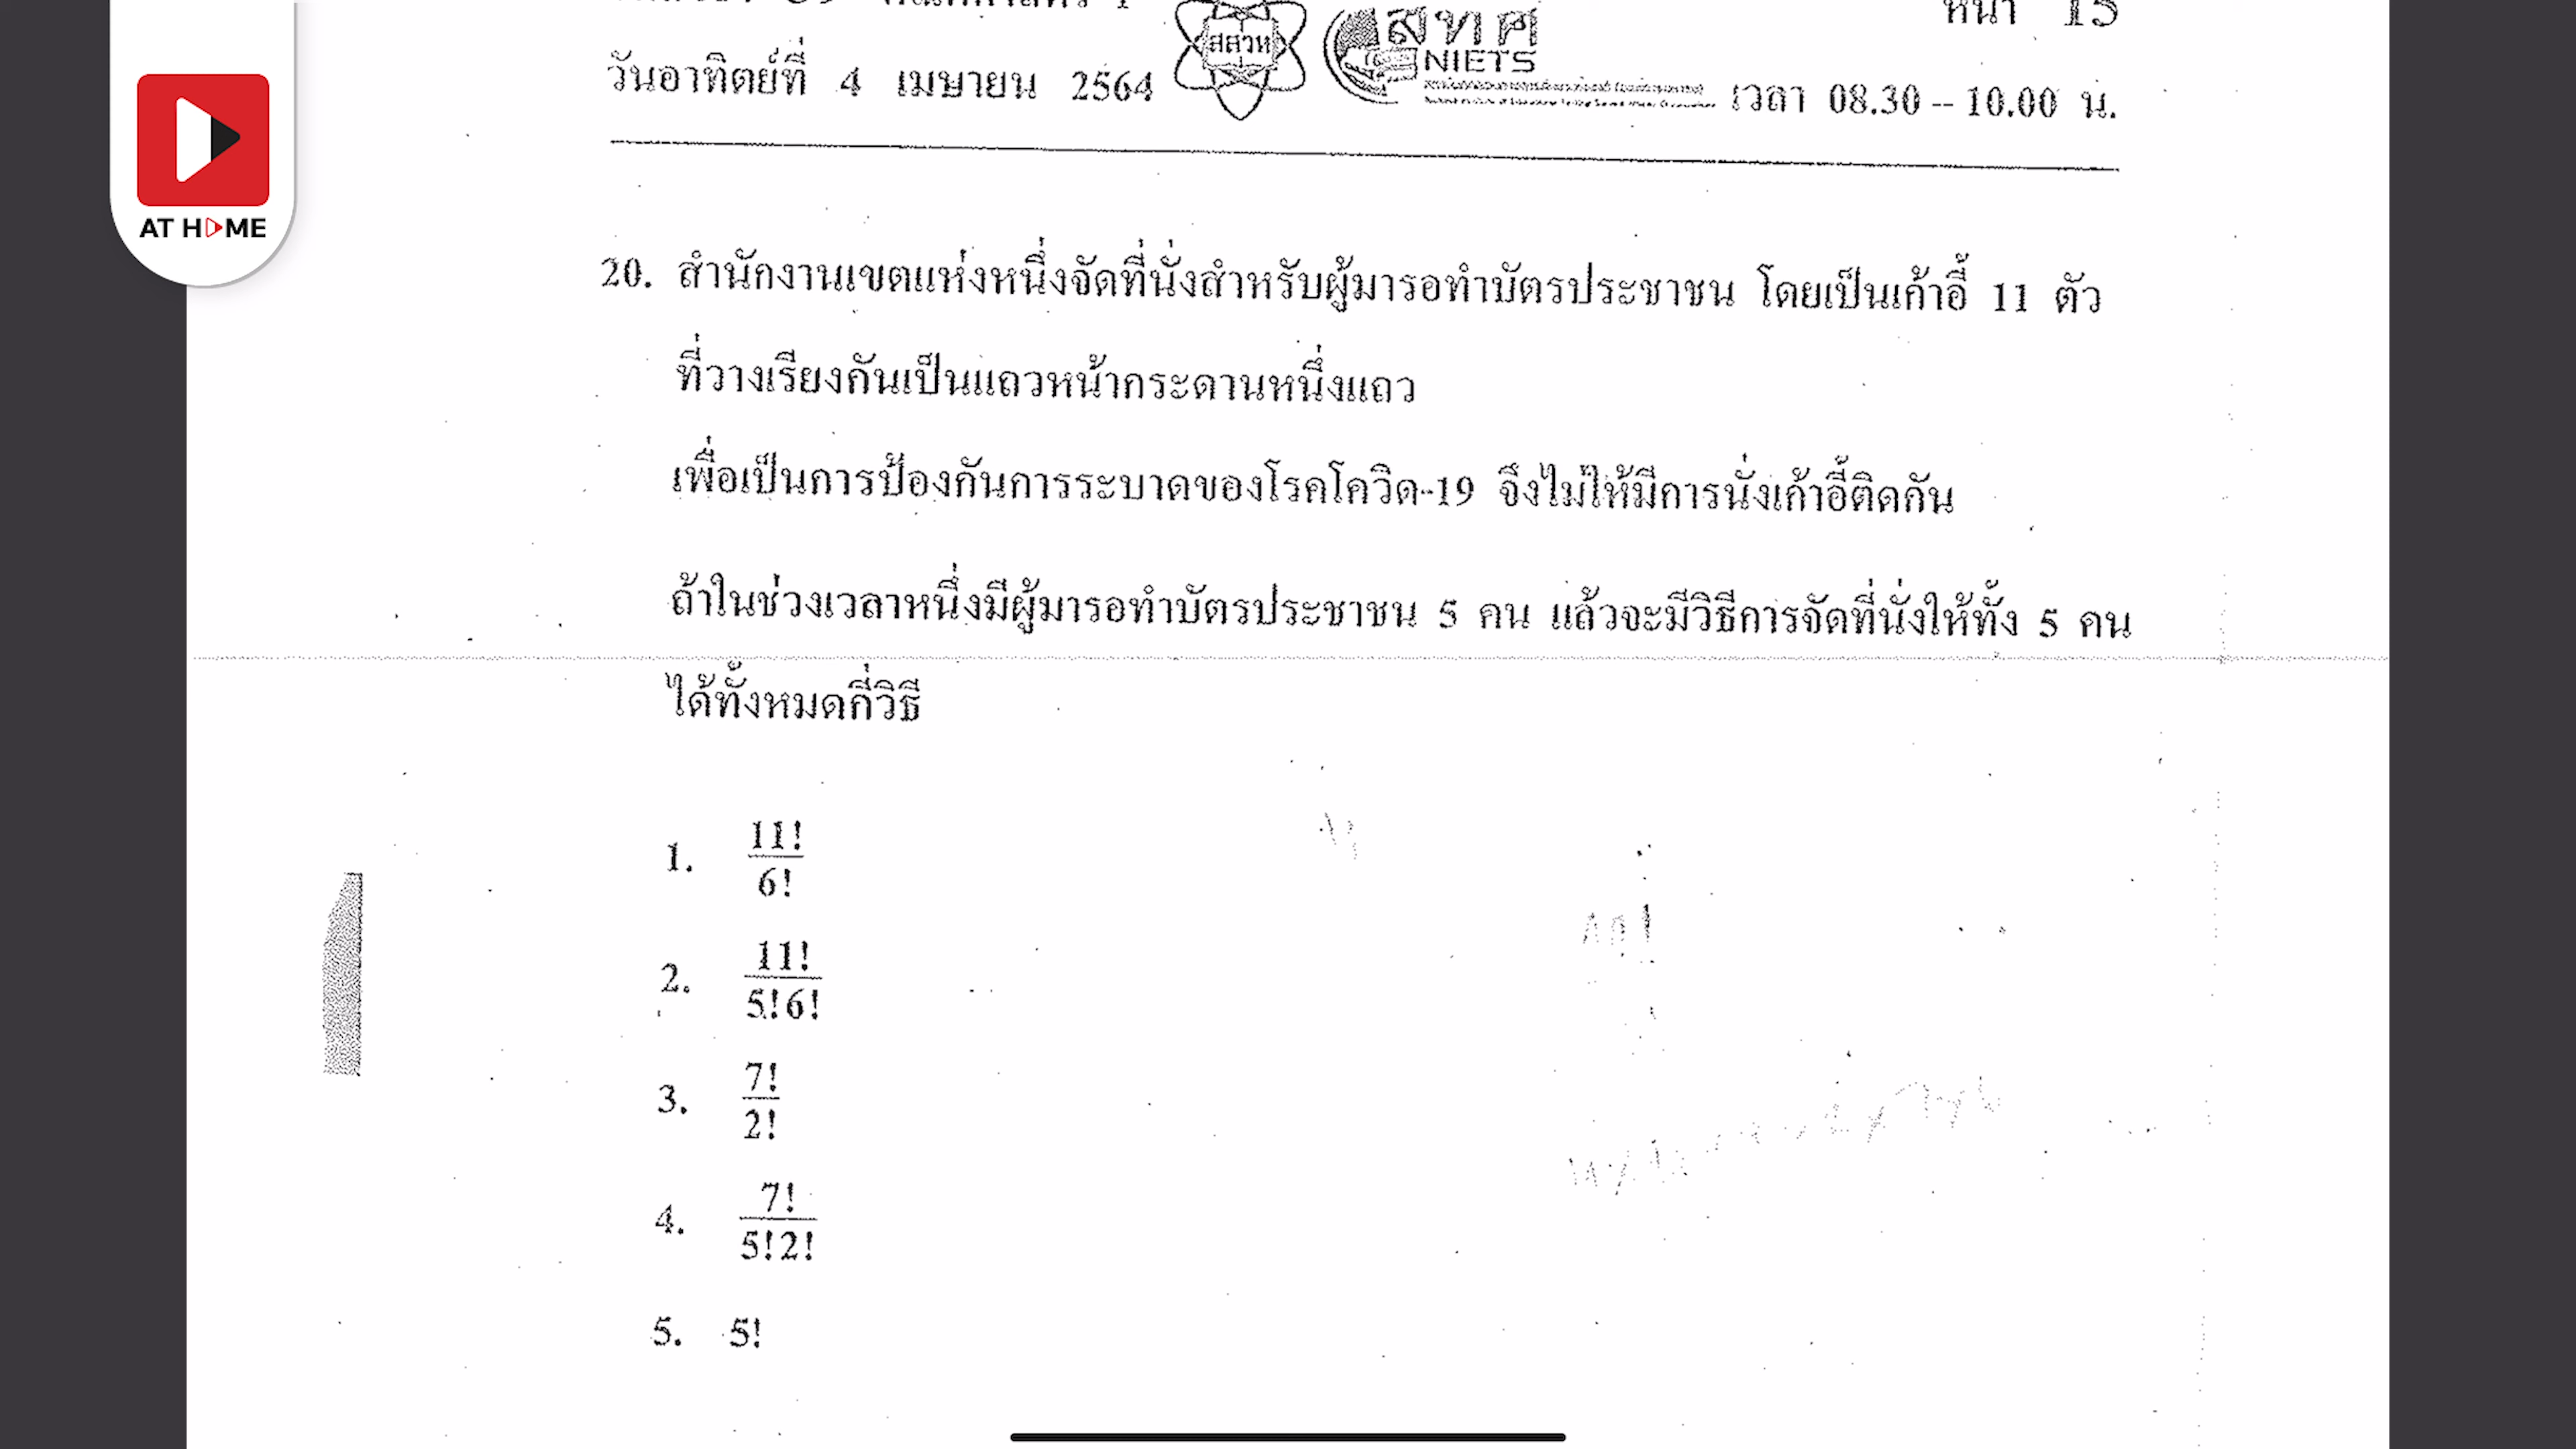 หน้า 15
สสวท
สทศ
NIETS
วันอาทิตย์ที่ 4 เมษายน 2564
เวลา 08.30 – 10.00 น.
AT HOME
20. สำนักงานเขตแห่งหนึ่งจัดที่นั่งสำหรับผู้มารอทำบัตรประชาชน โดยเป็นเก้าอี้ 11 ตัว
ที่วางเรียงกันเป็นแถวหน้ากระดานหนึ่งแถว
เพื่อเป็นการป้องกันการระบาดของโรคโควิด-19 จึงไม่ให้มีการนั่งเก้าอี้ติดกัน
ถ้าในช่วงเวลาหนึ่งมีผู้มารอทำบัตรประชาชน 5 คน แล้วจะมีวิธีการจัดที่นั่งให้ทั้ง 5 คน
ได้ทั้งหมดกี่วิธี
1. 11!/6!
2. 11!/5!6!
3. 7!/2!
4. 7!/5!2!
5. 5!